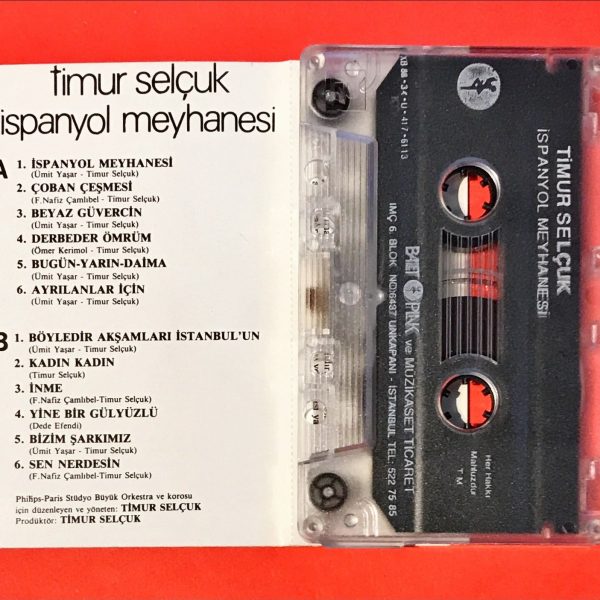 timur selçuk
ispanyol meyhanesi
A
1. İSPANYOL MEYHANESİ
(Ümit Yaşar - Timur Selçuk)
2. ÇOBAN ÇEŞMESİ
(F.Nafiz Çamlıbel - Timur Selçuk)
3. BEYAZ GÜVERCİN
(Ümit Yaşar - Timur Selçuk)
4. DERBEDER ÖMRÜM
(Ömer Kerimol - Timur Selçuk)
5. BUGÜN-YARIN-DAİMA
(Ümit Yaşar - Timur Selçuk)
6. AYRILANLAR İÇİN
(Ümit Yaşar - Timur Selçuk)
B
1. BÖYLEDİR AKŞAMLARI İSTANBUL'UN
(Ümit Yaşar - Timur Selçuk)
2. KADIN KADIN
(Timur Selçuk)
3. İNME
(F.Nafiz Çamlıbel-Timur Selçuk)
4. YİNE BİR GÜLYÜZLÜ
(Dede Efendi)
5. BİZİM ŞARKIMIZ
(Ümit Yaşar - Timur Selçuk)
6. SEN NERDESİN
(F.Nafiz Çamlıbel-Timur Selçuk)
Philips-Paris Stüdyo Büyük Orkestra ve korosu
için düzenleyen ve yöneten: TİMUR SELÇUK
Prodüktör: TİMUR SELÇUK
TİMUR SELÇUK
İSPANYOL MEYHANESİ
88-34-U-417-6113
ve MÜZİKASET TİCARET
İMÇ 6. BLOK NO:6437 UNKAPANI - İSTANBUL TEL: 522 75 85
Her Hakkı
Mahfuzdur
T M